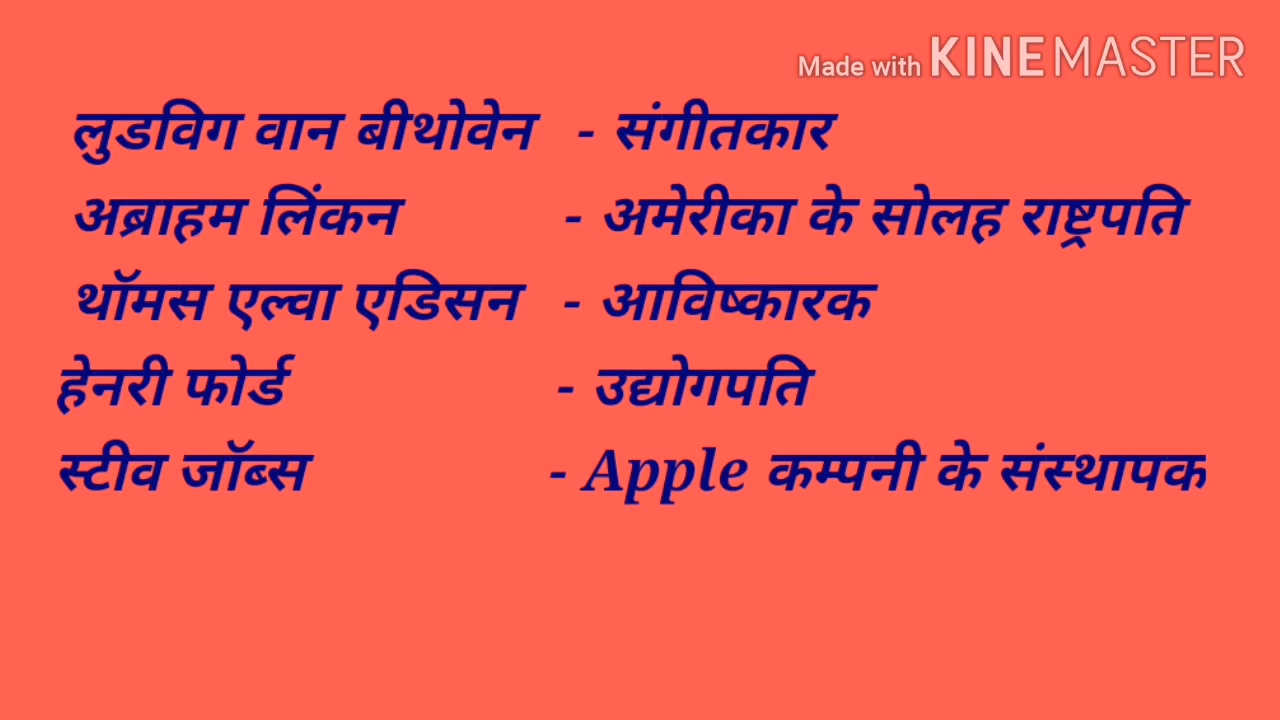 Made with KINEMASTER
लुडविग वान बीथोवेन - संगीतकार
अब्राहम लिंकन - अमेरीका के सोलह राष्ट्रपति
थॉमस एल्वा एडिसन - आविष्कारक
हेनरी फोर्ड - उद्योगपति
स्टीव जॉब्स - Apple कम्पनी के संस्थापक